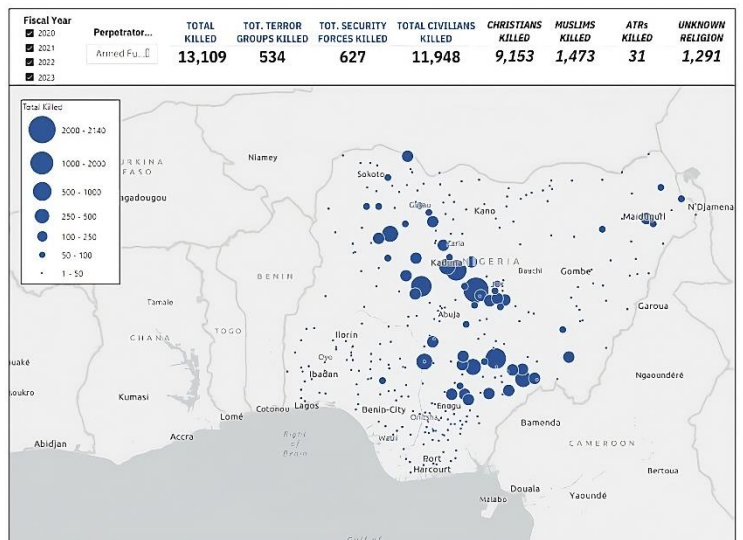 Fiscal Year
2020
2021
2022
2023
Perpetrator...
Armed Fu...
TOTAL KILLED
13,109
TOT. TERROR GROUPS KILLED
534
TOT. SECURITY FORCES KILLED
627
TOTAL CIVILIANS KILLED
11,948
CHRISTIANS KILLED
9,153
MUSLIMS KILLED
1,473
ATRs KILLED
31
UNKNOWN RELIGION
1,291
Total Killed
2000 - 2140
1000 - 2000
500 - 1000
250 - 500
100 - 250
50 - 100
1 - 50
Niamey
Sokoto
Kano
N'Djamena
Kaduna
NIGERIA
Bauchi
Gombe
BENIN
Tamale
Abuja
Garoua
TOGO
Ilorin
Oyo
Ibadan
Ngaoundéré
Kumasi
Lomé
Cotonou
Lagos
Benin-City
Enugu
Bamenda
Abidjan
Accra
Bight of Benin
Port Harcourt
CAMEROON
Bertoua
Douala
Malabo
Yaoundé